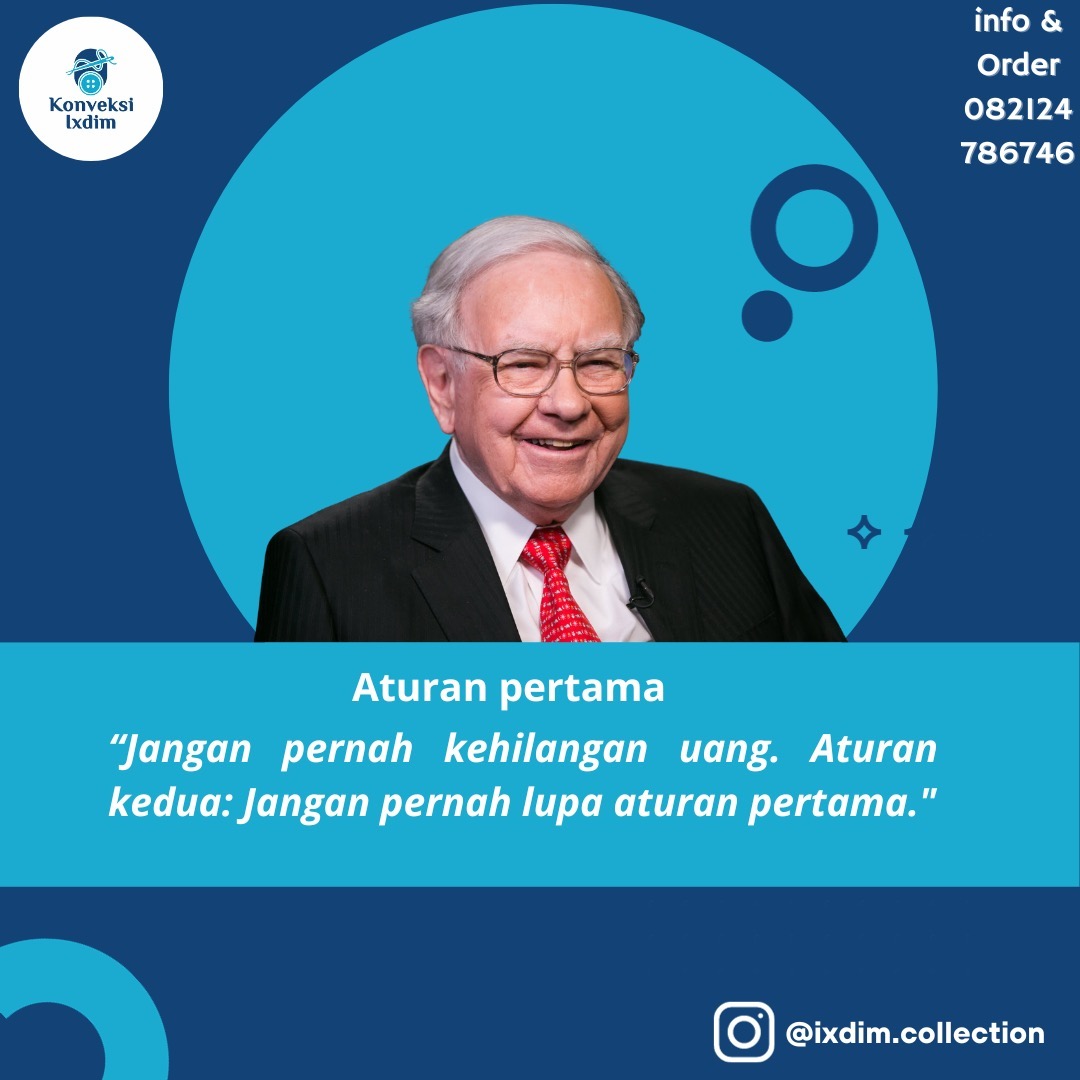 Konveksi
Ixdim
info &
Order
082124
786746
Aturan pertama
“Jangan pernah kehilangan uang. Aturan
kedua: Jangan pernah lupa aturan pertama."
@ixdim.collection